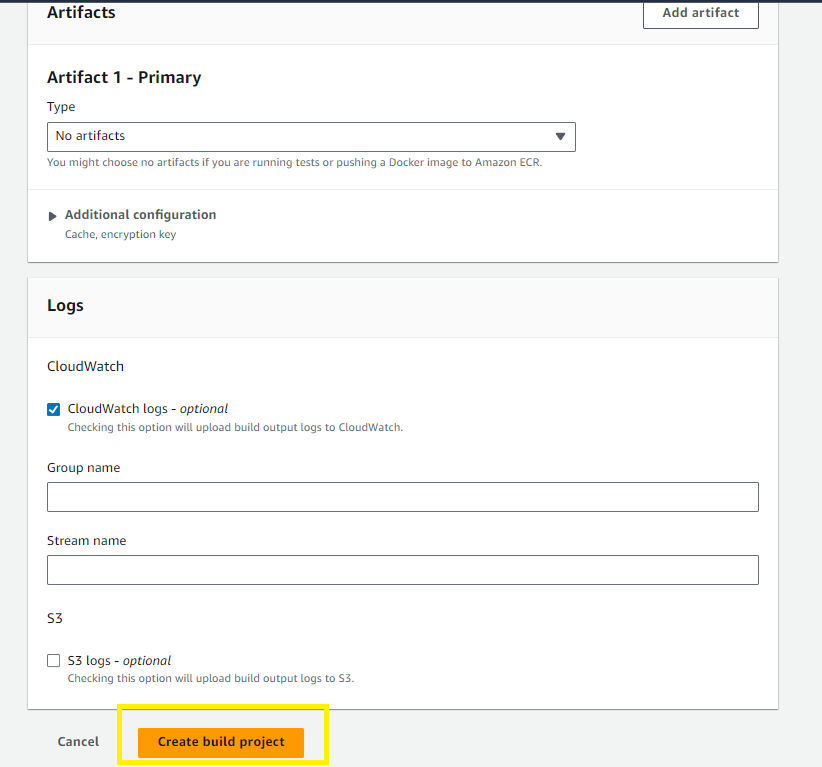 Artifacts
Add artifact
Artifact 1 - Primary
Type
No artifacts
You might choose no artifacts if you are running tests or pushing a Docker image to Amazon ECR.
Additional configuration
Cache, encryption key
Logs
CloudWatch
CloudWatch logs - optional
Checking this option will upload build output logs to CloudWatch.
Group name
Stream name
S3
S3 logs - optional
Checking this option will upload build output logs to S3.
Cancel
Create build project